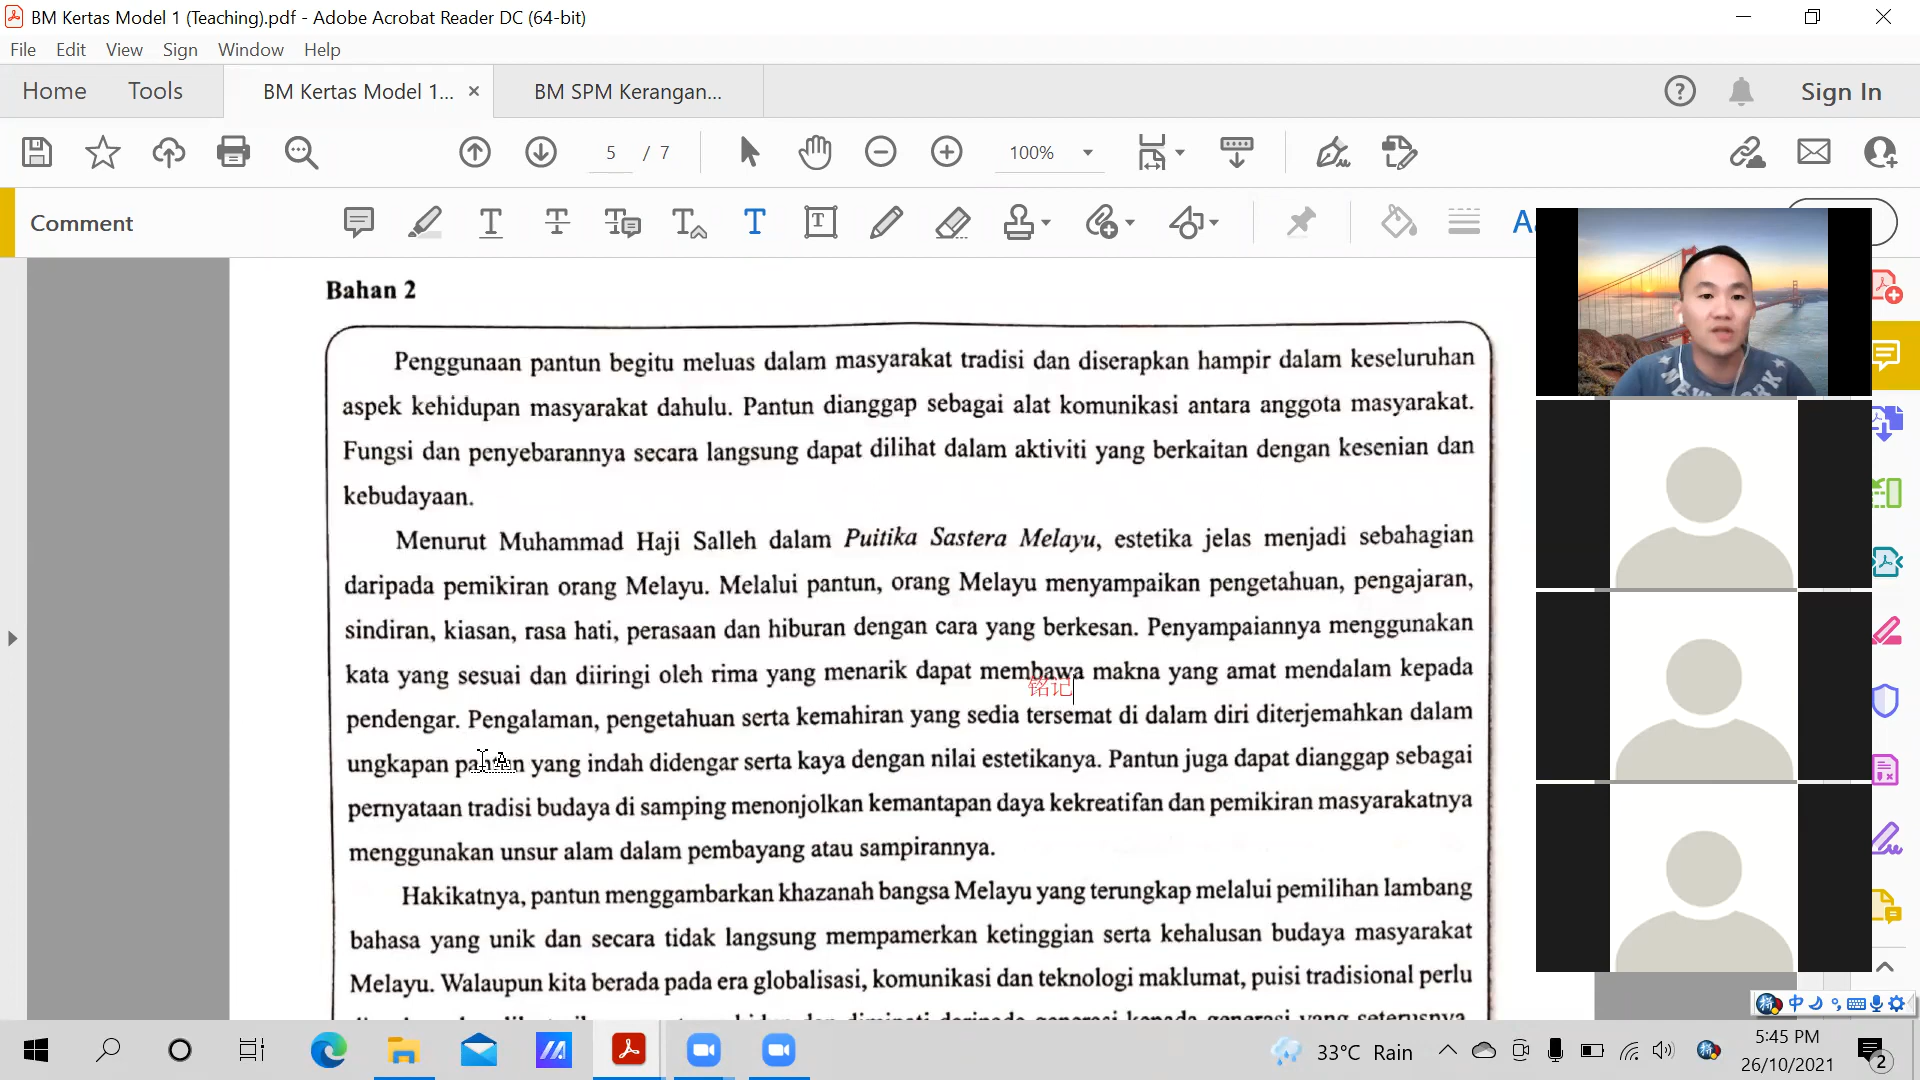 BM Kertas Model 1 (Teaching).pdf - Adobe Acrobat Reader DC (64-bit)
File Edit View Sign Window Help
Home Tools BM Kertas Model 1... × BM SPM Kerangan... Sign In
5 / 7 100%
Comment
Bahan 2
Penggunaan pantun begitu meluas dalam masyarakat tradisi dan diserapkan hampir dalam keseluruhan
aspek kehidupan masyarakat dahulu. Pantun dianggap sebagai alat komunikasi antara anggota masyarakat.
Fungsi dan penyebarannya secara langsung dapat dilihat dalam aktiviti yang berkaitan dengan kesenian dan
kebudayaan.
Menurut Muhammad Haji Salleh dalam Puitika Sastera Melayu, estetika jelas menjadi sebahagian
daripada pemikiran orang Melayu. Melalui pantun, orang Melayu menyampaikan pengetahuan, pengajaran,
sindiran, kiasan, rasa hati, perasaan dan hiburan dengan cara yang berkesan. Penyampaiannya menggunakan
kata yang sesuai dan diiringi oleh rima yang menarik dapat membawa makna yang amat mendalam kepada
铭记
pendengar. Pengalaman, pengetahuan serta kemahiran yang sedia tersemat di dalam diri diterjemahkan dalam
ungkapan pantun yang indah didengar serta kaya dengan nilai estetikanya. Pantun juga dapat dianggap sebagai
pernyataan tradisi budaya di samping menonjolkan kemantapan daya kekreatifan dan pemikiran masyarakatnya
menggunakan unsur alam dalam pembayang atau sampirannya.
Hakikatnya, pantun menggambarkan khazanah bangsa Melayu yang terungkap melalui pemilihan lambang
bahasa yang unik dan secara tidak langsung mempamerkan ketinggian serta kehalusan budaya masyarakat
Melayu. Walaupun kita berada pada era globalisasi, komunikasi dan teknologi maklumat, puisi tradisional perlu
中
33°C Rain
5:45 PM
26/10/2021
2